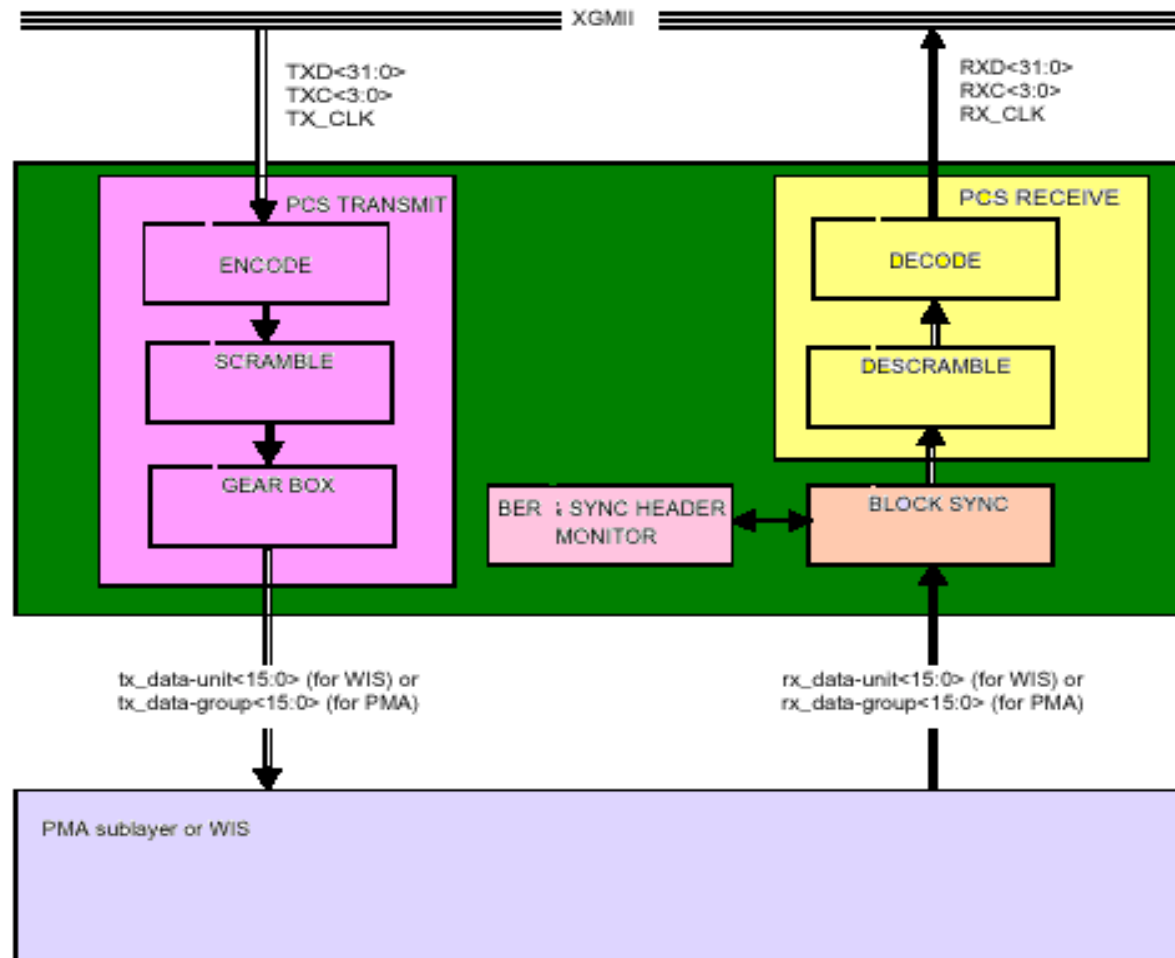 XGMII
TXD<31:0>
TXC<3:0>
TX_CLK
RXD<31:0>
RXC<3:0>
RX_CLK
PCS TRANSMIT
ENCODE
SCRAMBLE
GEAR BOX
PCS RECEIVE
DECODE
DESCRAMBLE
BLOCK SYNC
BER & SYNC HEADER
MONITOR
tx_data-unit<15:0> (for WIS) or
tx_data-group<15:0> (for PMA)
rx_data-unit<15:0> (for WIS) or
rx_data-group<15:0> (for PMA)
PMA sublayer or WIS